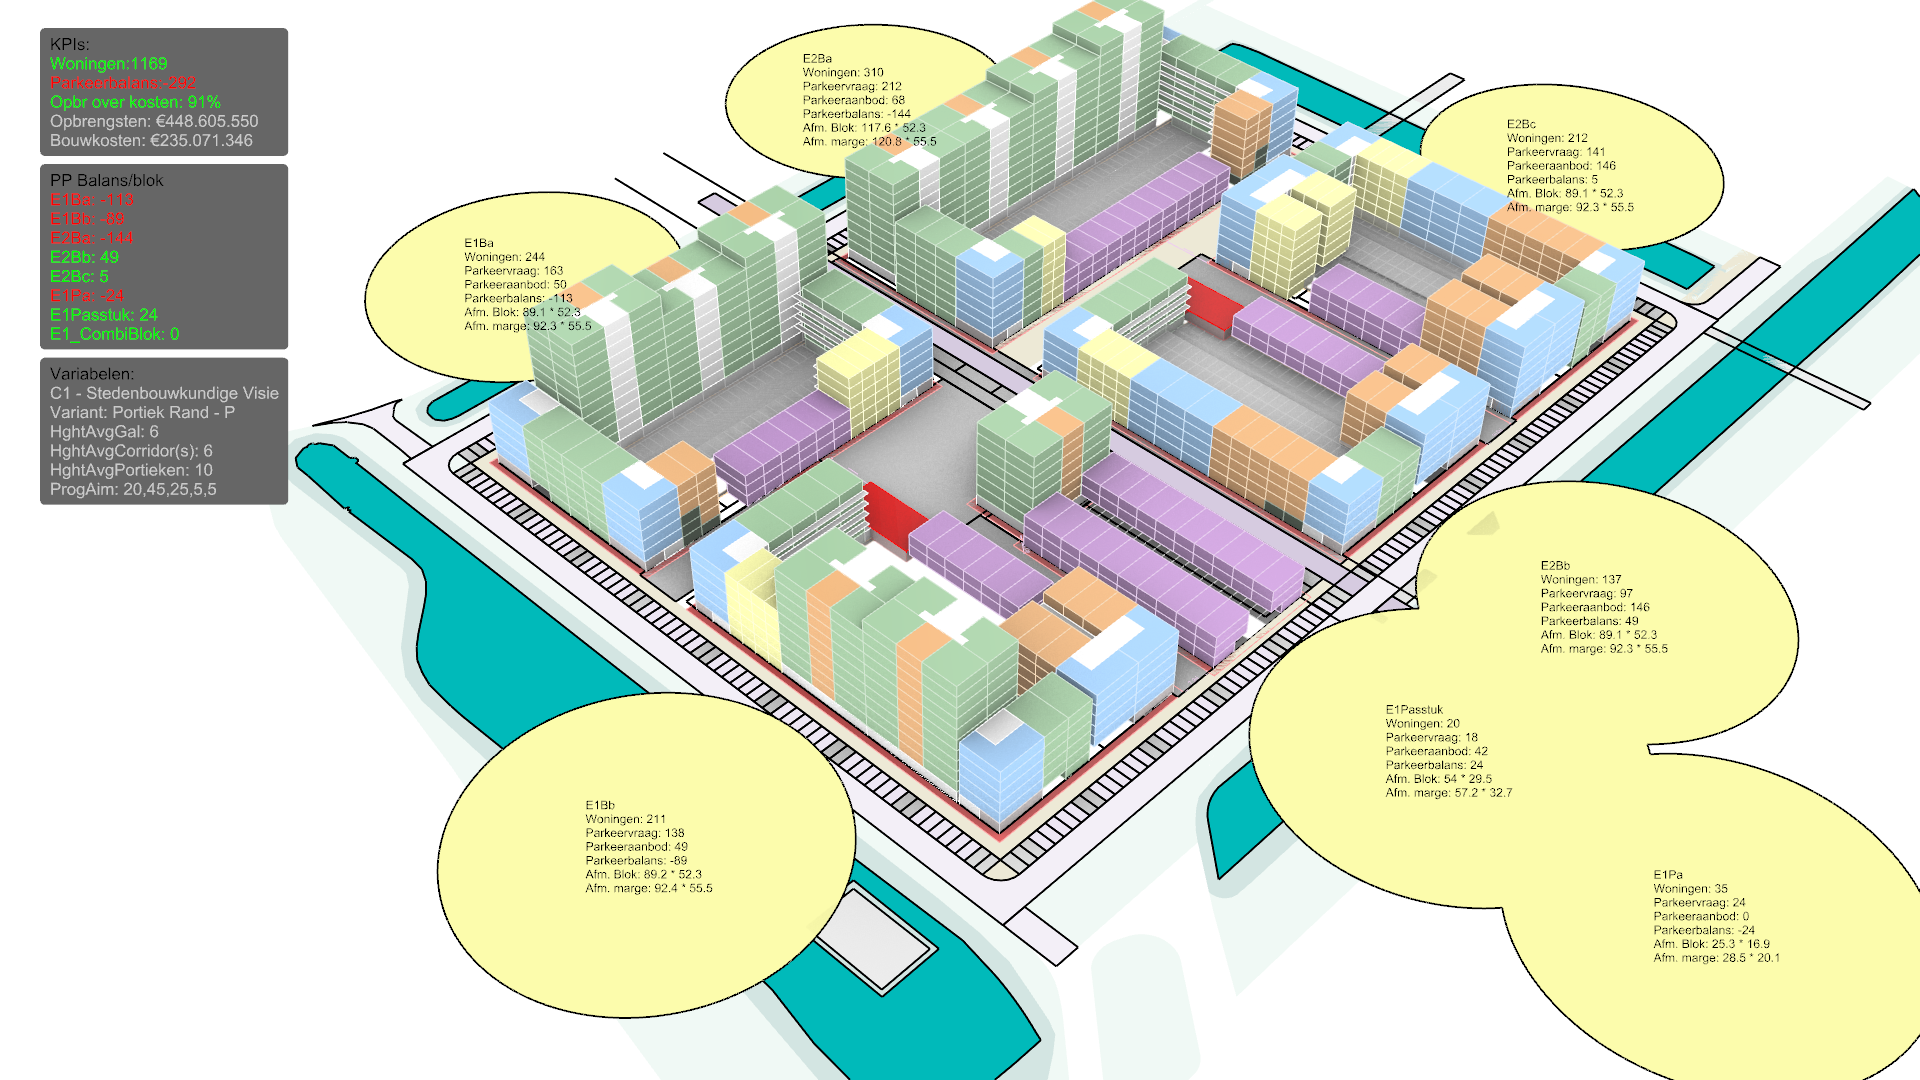 KPIs:
Woningen:1169
Parkeerbalans:-292
Opbr over kosten: 91%
Opbrengsten: €448.605.550
Bouwkosten: €235.071.346
PP Balans/blok
E1Ba: -113
E1Bb: -89
E2Ba: -144
E2Bb: 49
E2Bc: 5
E1Pa: -24
E1Passtuk: 24
E1_CombiBlok: 0
Variabelen:
C1 - Stedenbouwkundige Visie
Variant: Portiek Rand - P
HghtAvgGal: 6
HghtAvgCorridor(s): 6
HghtAvgPortieken: 10
ProgAim: 20,45,25,5,5
E2Ba
Woningen: 310
Parkeervraag: 212
Parkeeraanbod: 68
Parkeerbalans: -144
Afm. Blok: 117.6 * 52.3
Afm. marge: 120.8 * 55.5
E2Bc
Woningen: 212
Parkeervraag: 141
Parkeeraanbod: 146
Parkeerbalans: 5
Afm. Blok: 89.1 * 52.3
Afm. marge: 92.3 * 55.5
E1Ba
Woningen: 244
Parkeervraag: 163
Parkeeraanbod: 50
Parkeerbalans: -113
Afm. Blok: 89.1 * 52.3
Afm. marge: 92.3 * 55.5
E2Bb
Woningen: 137
Parkeervraag: 97
Parkeeraanbod: 146
Parkeerbalans: 49
Afm. Blok: 89.1 * 52.3
Afm. marge: 92.3 * 55.5
E1Passtuk
Woningen: 20
Parkeervraag: 18
Parkeeraanbod: 42
Parkeerbalans: 24
Afm. Blok: 54 * 29.5
Afm. marge: 57.2 * 32.7
E1Bb
Woningen: 211
Parkeervraag: 138
Parkeeraanbod: 49
Parkeerbalans: -89
Afm. Blok: 89.2 * 52.3
Afm. marge: 92.4 * 55.5
E1Pa
Woningen: 35
Parkeervraag: 24
Parkeeraanbod: 0
Parkeerbalans: -24
Afm. Blok: 25.3 * 16.9
Afm. marge: 28.5 * 20.1